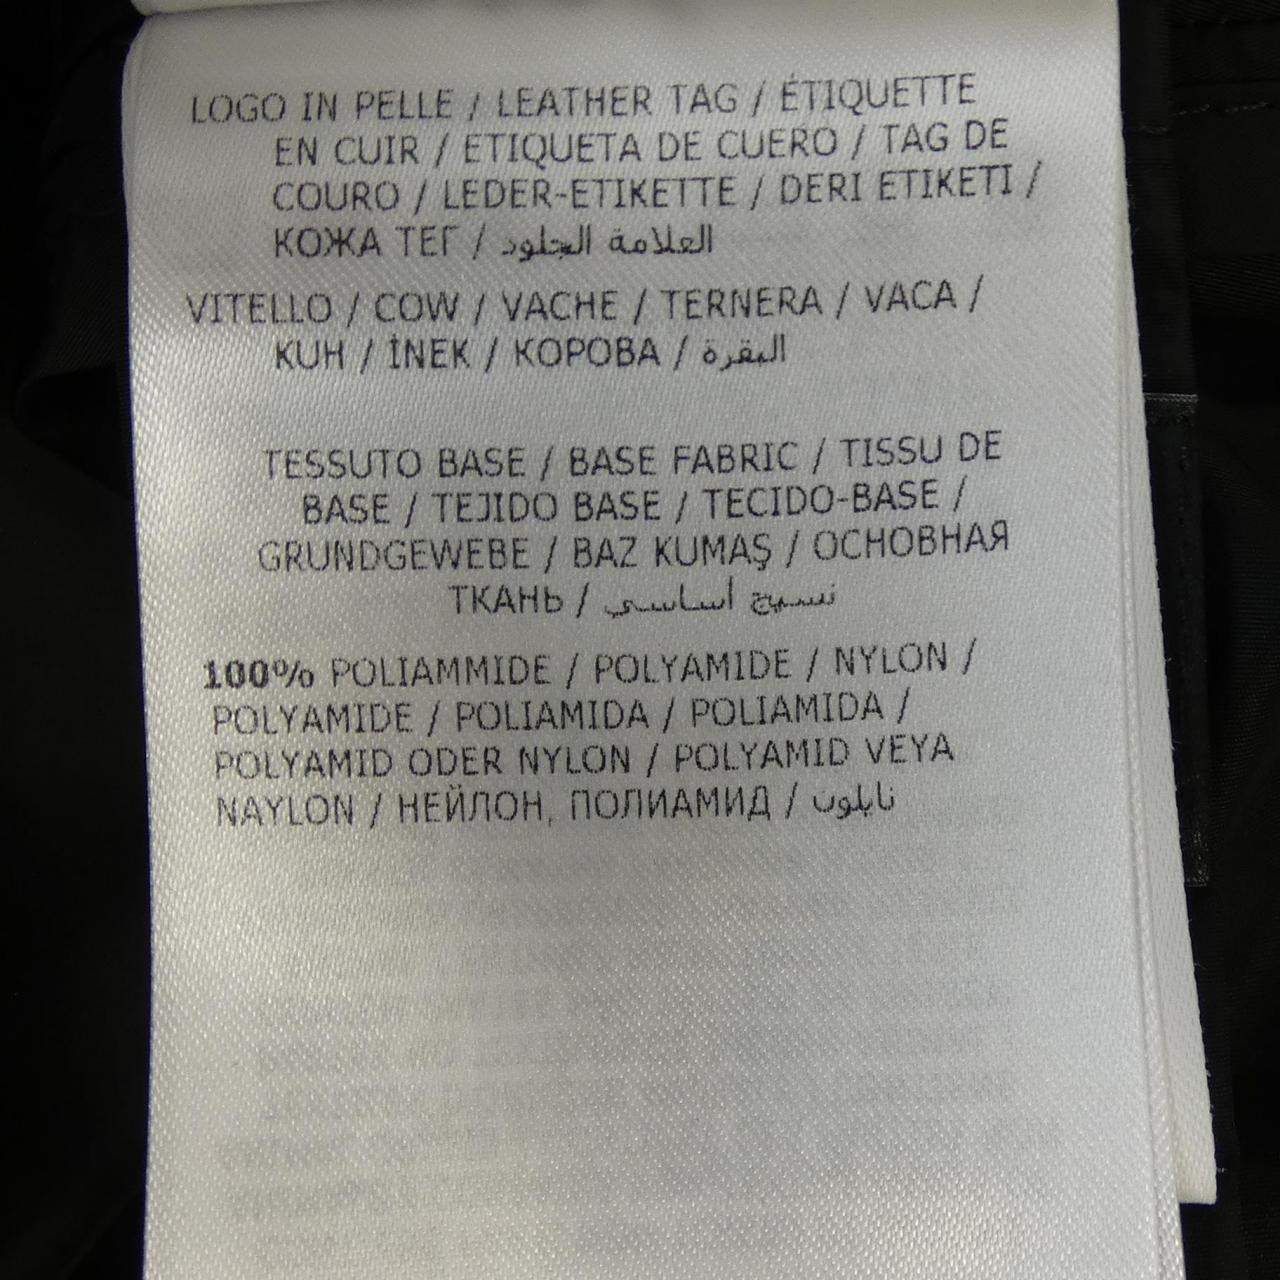 LOGO IN PELLE / LEATHER TAG / ÉTIQUETTE
EN CUIR / ETIQUETA DE CUERO / TAG DE
COURO / LEDER-ETIKETTE / DERI ETIKETI /
КОЖА ТЕГ / العلامة الجلود
VITELLO / COW / VACHE / TERNERA / VACA /
KUH / İNEK / КОРОВА / البقرة
TESSUTO BASE / BASE FABRIC / TISSU DE
BASE / TEJIDO BASE / TECIDO-BASE /
GRUNDGEWEBE / BAZ KUMAŞ / ОСНОВНАЯ
ТКАНЬ / نسيج أساسي
100% POLIAMMIDE / POLYAMIDE / NYLON /
POLYAMIDE / POLIAMIDA / POLIAMIDA /
POLYAMID ODER NYLON / POLYAMID VEYA
NAYLON / НЕЙЛОН, ПОЛИАМИД / نايلون